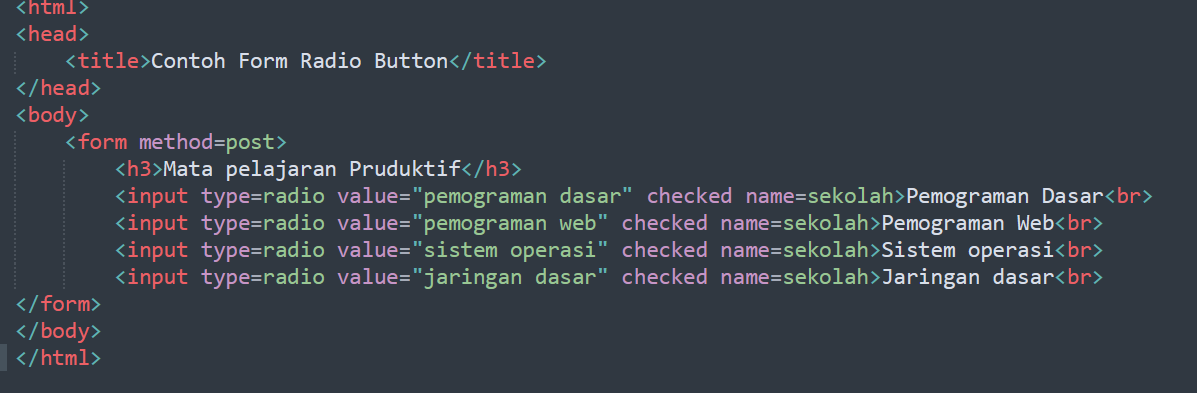 <html>
<head>
<title>Contoh Form Radio Button</title>
</head>
<body>
<form method=post>
<h3>Mata pelajaran Pruduktif</h3>
<input type=radio value="pemograman dasar" checked name=sekolah>Pemograman Dasar<br>
<input type=radio value="pemograman web" checked name=sekolah>Pemograman Web<br>
<input type=radio value="sistem operasi" checked name=sekolah>Sistem operasi<br>
<input type=radio value="jaringan dasar" checked name=sekolah>Jaringan dasar<br>
</form>
</body>
</html>